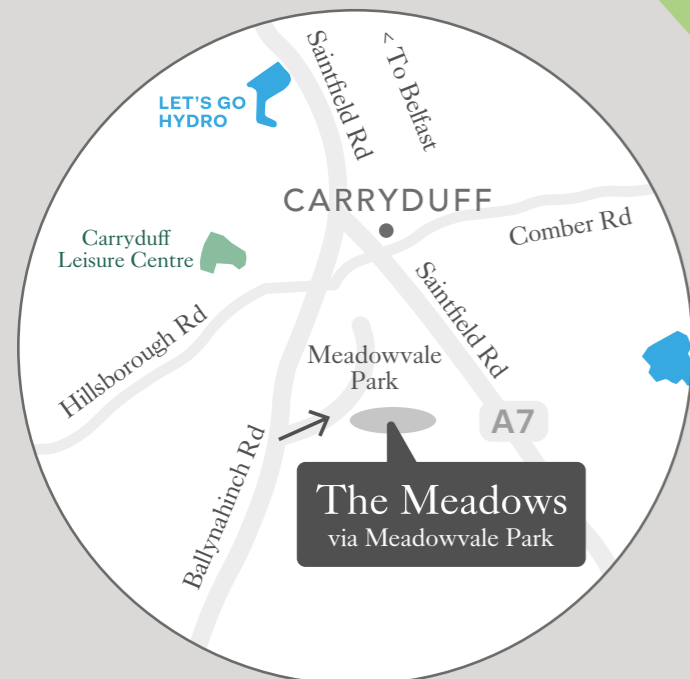 Saintfield Rd
< To Belfast
LET'S GO
HYDRO
CARRYDUFF
Comber Rd
Carryduff
Leisure Centre
Saintfield Rd
Hillsborough Rd
Meadowvale
Park
A7
Ballynahinch Rd
The Meadows
via Meadowvale Park